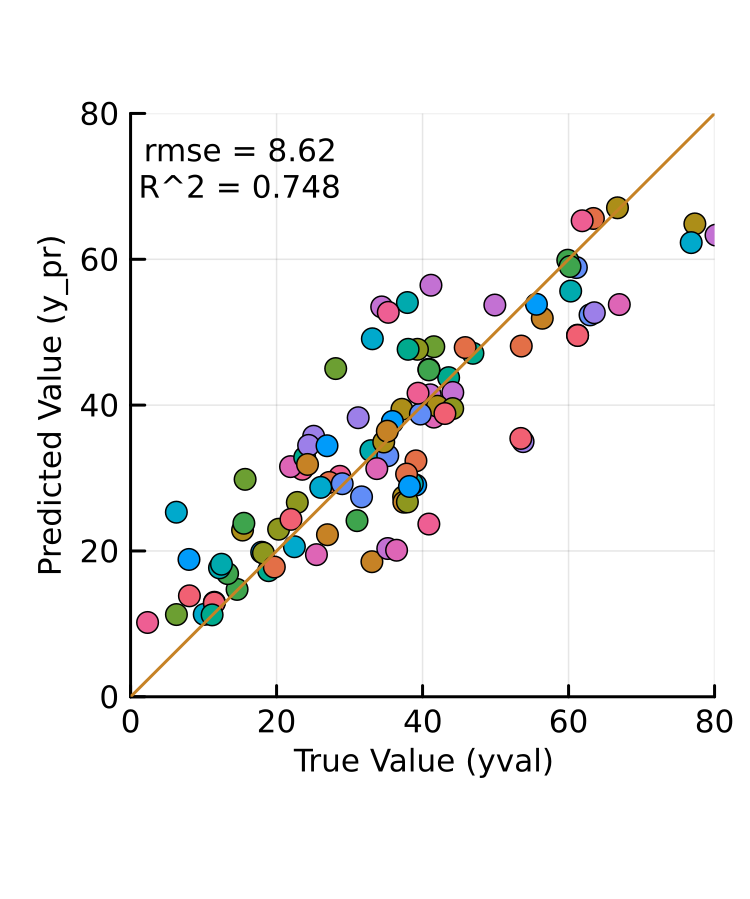 80
rmse = 8.62
R^2 = 0.748
60
40
20
0
Predicted Value (y_pr)
0 20 40 60 80
True Value (yval)